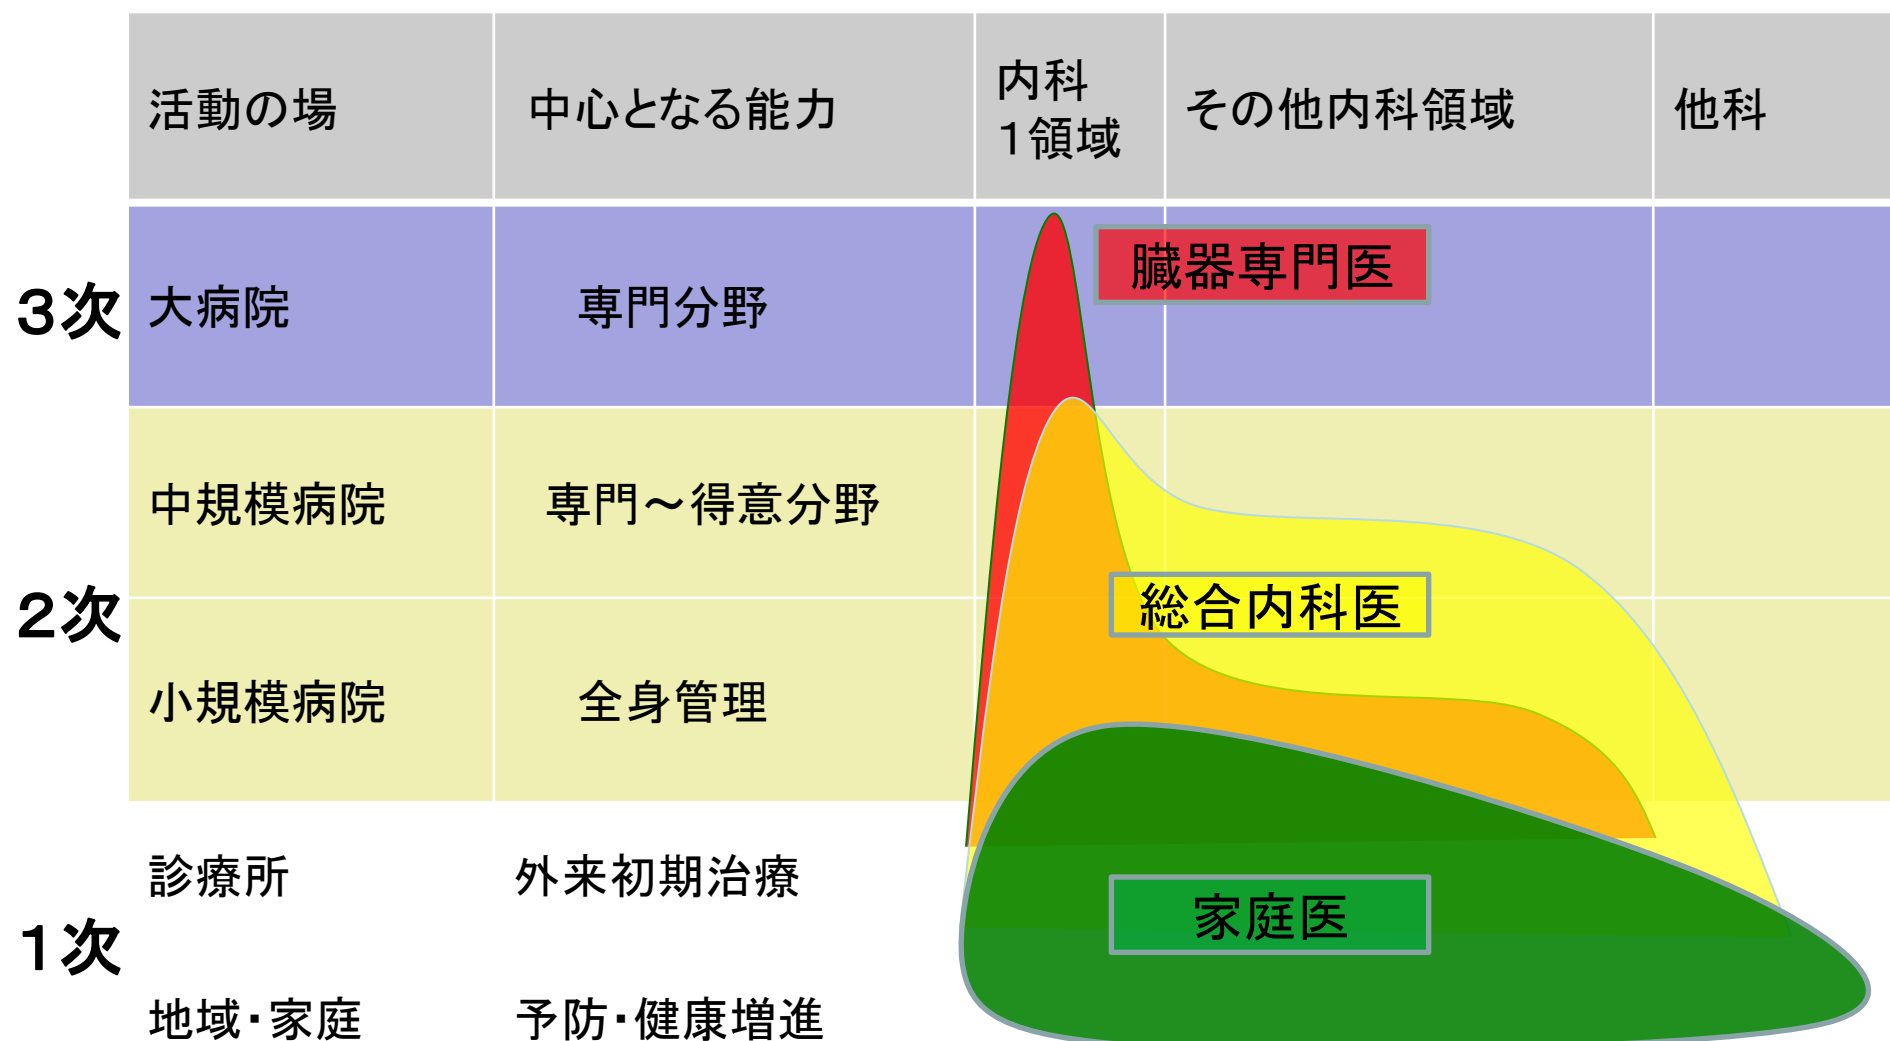 活動の場
中心となる能力
内科
１領域
その他内科領域
他科
３次
大病院
専門分野
臓器専門医
中規模病院
専門～得意分野
２次
総合内科医
小規模病院
全身管理
診療所
外来初期治療
１次
家庭医
地域・家庭
予防・健康増進